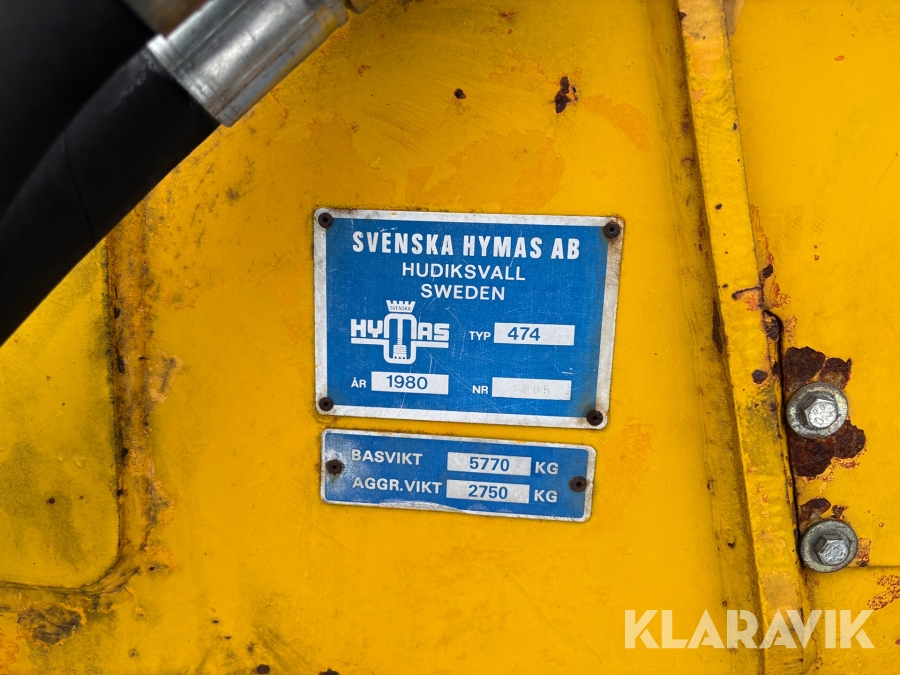 SVENSKA HYMAS AB
HUDIKSVALL
SWEDEN
SVENSKA
HYMAS
TYP 474
ÅR 1980 NR
BASVIKT 5770 KG
AGGR.VIKT 2750 KG
KLARAVIK